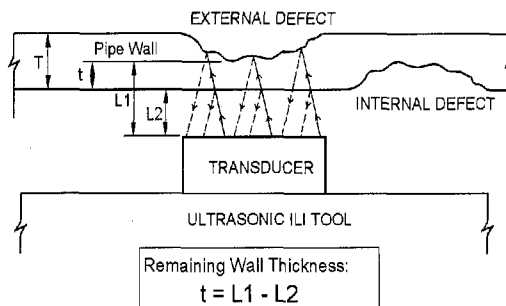 EXTERNAL DEFECT
Pipe Wall
T
t
L1
L2
INTERNAL DEFECT
TRANSDUCER
ULTRASONIC ILI TOOL
Remaining Wall Thickness:
t = L1 - L2